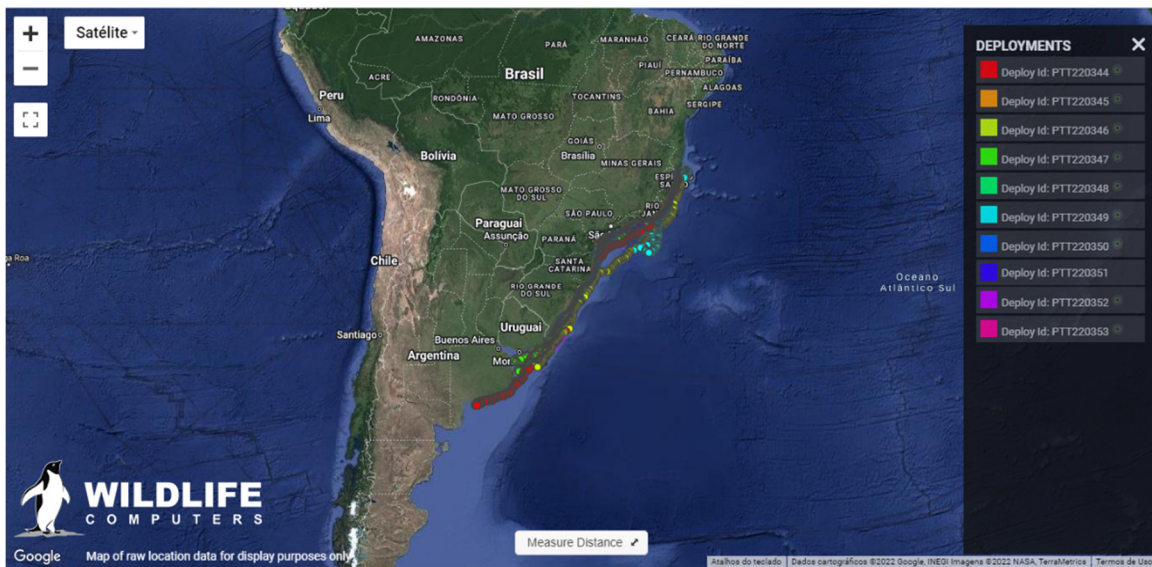 +
Satélite
−
AMAZONAS
PARÁ
MARANHÃO
CEARÁ
RIO GRANDE
DO NORTE
PARAÍBA
PIAUÍ
PERNAMBUCO
ACRE
Brasil
ALAGOAS
Peru
RONDÔNIA
TOCANTINS
SERGIPE
Lima
MATO GROSSO
BAHIA
GOIÁS
Brasília
Bolívia
MINAS GERAIS
MATO GROSSO
DO SUL
Paraguai
SÃO PAULO
Assunção
PARANÁ
Chile
SANTA
CATARINA
RIO GRANDE
DO SUL
Uruguai
Santiago
Buenos Aires
Argentina
Oceano
Atlântico Sul
DEPLOYMENTS ✕
Deploy Id: PTT220344
Deploy Id: PTT220345
Deploy Id: PTT220346
Deploy Id: PTT220347
Deploy Id: PTT220348
Deploy Id: PTT220349
Deploy Id: PTT220350
Deploy Id: PTT220351
Deploy Id: PTT220352
Deploy Id: PTT220353
WILDLIFE
COMPUTERS
Measure Distance
Google
Map of raw location data for display purposes only
Atalhos do teclado
Dados cartográficos ©2022 Google, INEGI Imagens ©2022 NASA, TerraMetrics
Termos de Uso